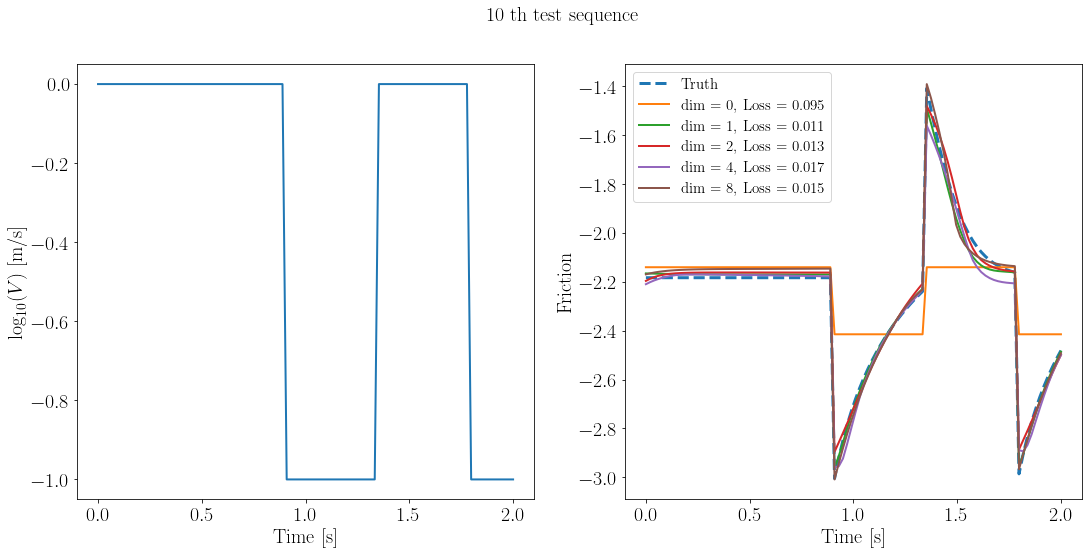 10 th test sequence
0.0
−0.2
−0.4
−0.6
−0.8
−1.0
log10(V) [m/s]
0.0
0.5
1.0
1.5
2.0
Time [s]
−1.4
−1.6
−1.8
−2.0
−2.2
−2.4
−2.6
−2.8
−3.0
Friction
Truth
dim = 0, Loss = 0.095
dim = 1, Loss = 0.011
dim = 2, Loss = 0.013
dim = 4, Loss = 0.017
dim = 8, Loss = 0.015
0.0
0.5
1.0
1.5
2.0
Time [s]